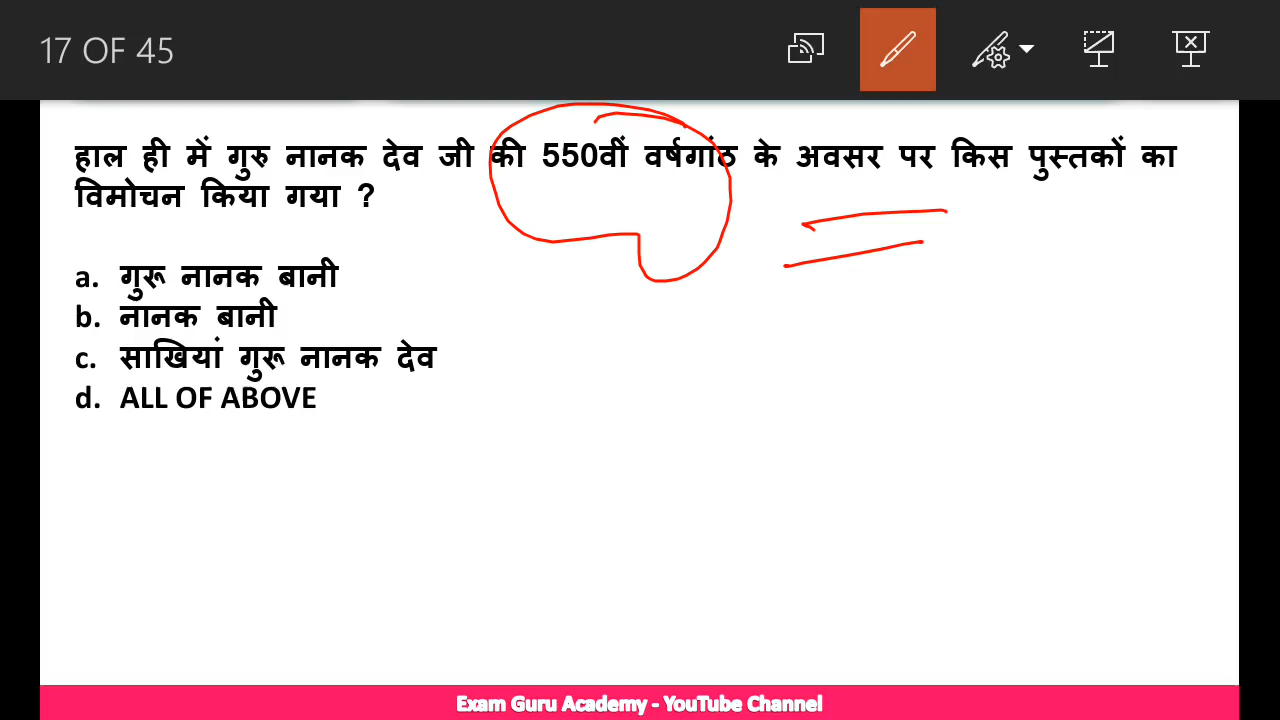 17 OF 45
हाल ही में गुरु नानक देव जी की 550वीं वर्षगांठ के अवसर पर किस पुस्तकों का
विमोचन किया गया ?
a. गुरू नानक बानी
b. नानक बानी
c. साखियां गुरू नानक देव
d. ALL OF ABOVE
Exam Guru Academy - YouTube Channel